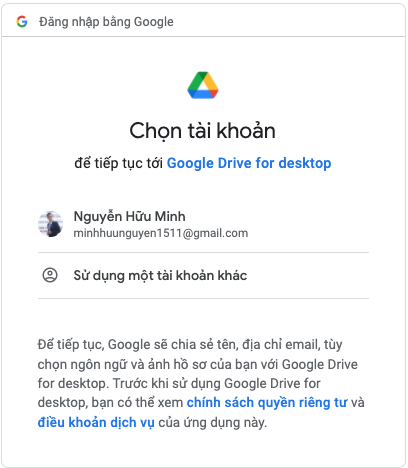 Đăng nhập bằng Google
Chọn tài khoản
để tiếp tục tới Google Drive for desktop
Nguyễn Hữu Minh
minhhuunguyen1511@gmail.com
Sử dụng một tài khoản khác
Để tiếp tục, Google sẽ chia sẻ tên, địa chỉ email, tùy
chọn ngôn ngữ và ảnh hồ sơ của bạn với Google Drive
for desktop. Trước khi sử dụng Google Drive for
desktop, bạn có thể xem chính sách quyền riêng tư và
điều khoản dịch vụ của ứng dụng này.